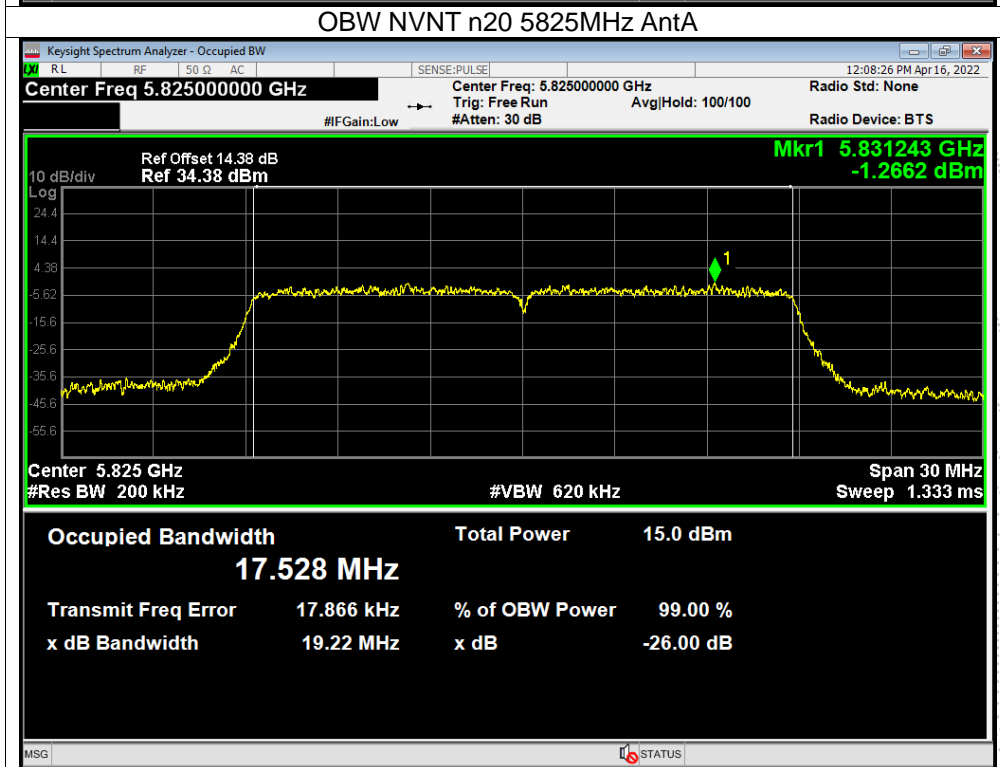 OBW NVNT n20 5825MHz AntA
Keysight Spectrum Analyzer - Occupied BW
LXI RL RF 50 Ω AC SENSE:PULSE 12:08:26 PM Apr 16, 2022
Center Freq 5.825000000 GHz Center Freq: 5.825000000 GHz Radio Std: None
Trig: Free Run Avg|Hold: 100/100
#IFGain:Low #Atten: 30 dB Radio Device: BTS
Mkr1 5.831243 GHz
Ref Offset 14.38 dB
10 dB/div Ref 34.38 dBm -1.2662 dBm
Log
24.4
14.4
1
4.38
-5.62
-15.6
-25.6
-35.6
-45.6
-55.6
Center 5.825 GHz Span 30 MHz
#Res BW 200 kHz #VBW 620 kHz Sweep 1.333 ms
Occupied Bandwidth Total Power 15.0 dBm
17.528 MHz
Transmit Freq Error 17.866 kHz % of OBW Power 99.00 %
x dB Bandwidth 19.22 MHz x dB -26.00 dB
MSG STATUS